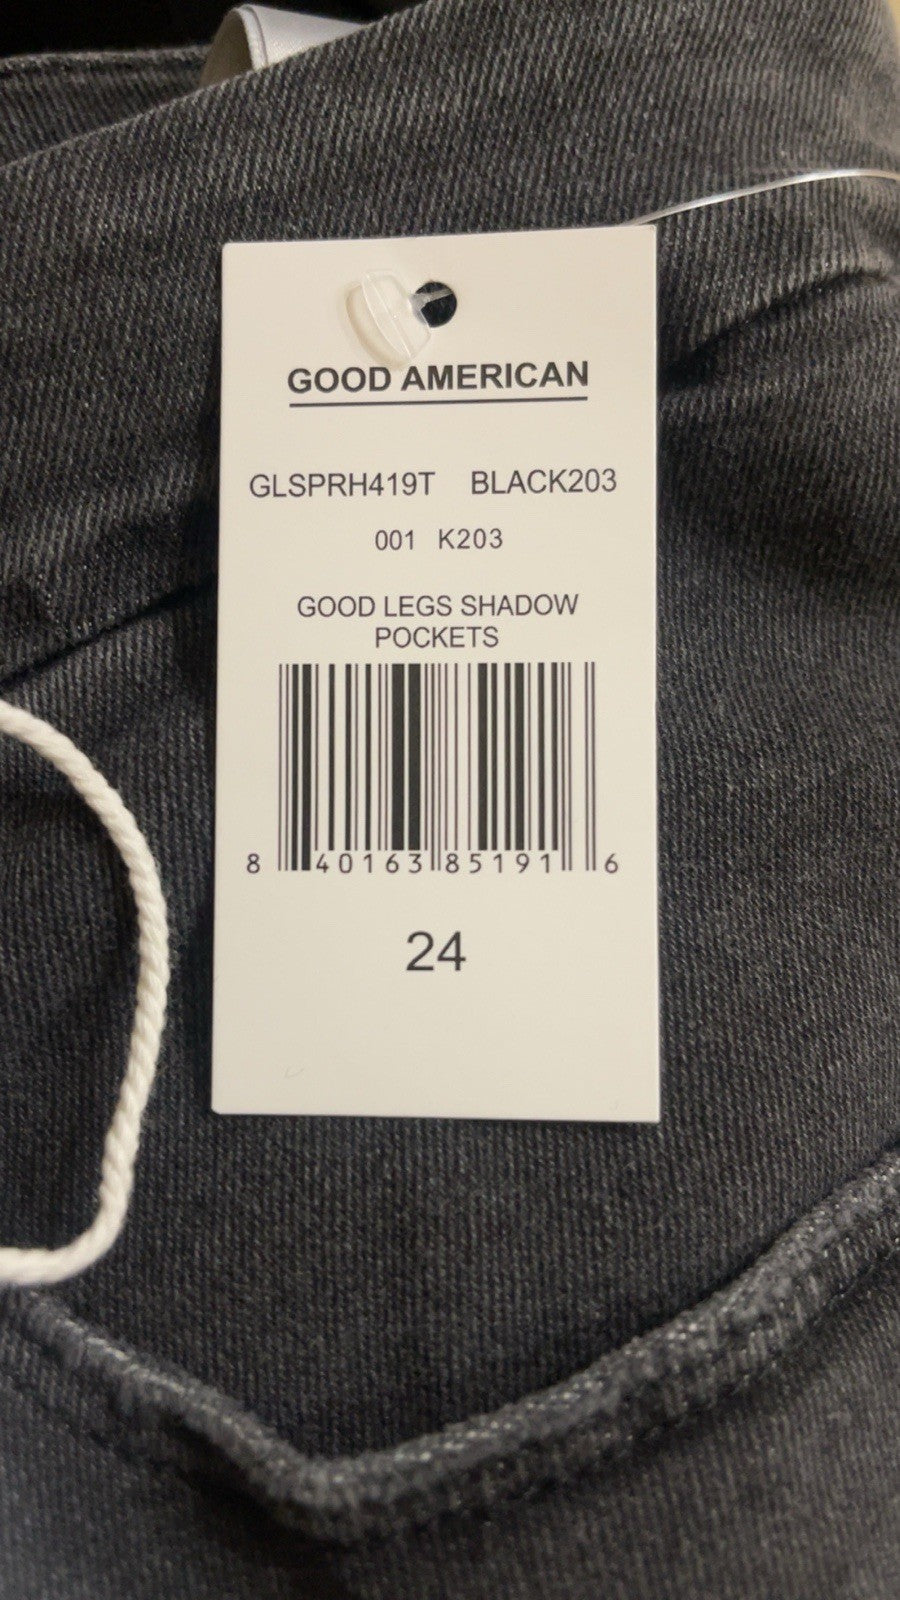 GOOD AMERICAN
GLSPRH419T BLACK203
001 K203
GOOD LEGS SHADOW
POCKETS
8 40163 85191 6
24